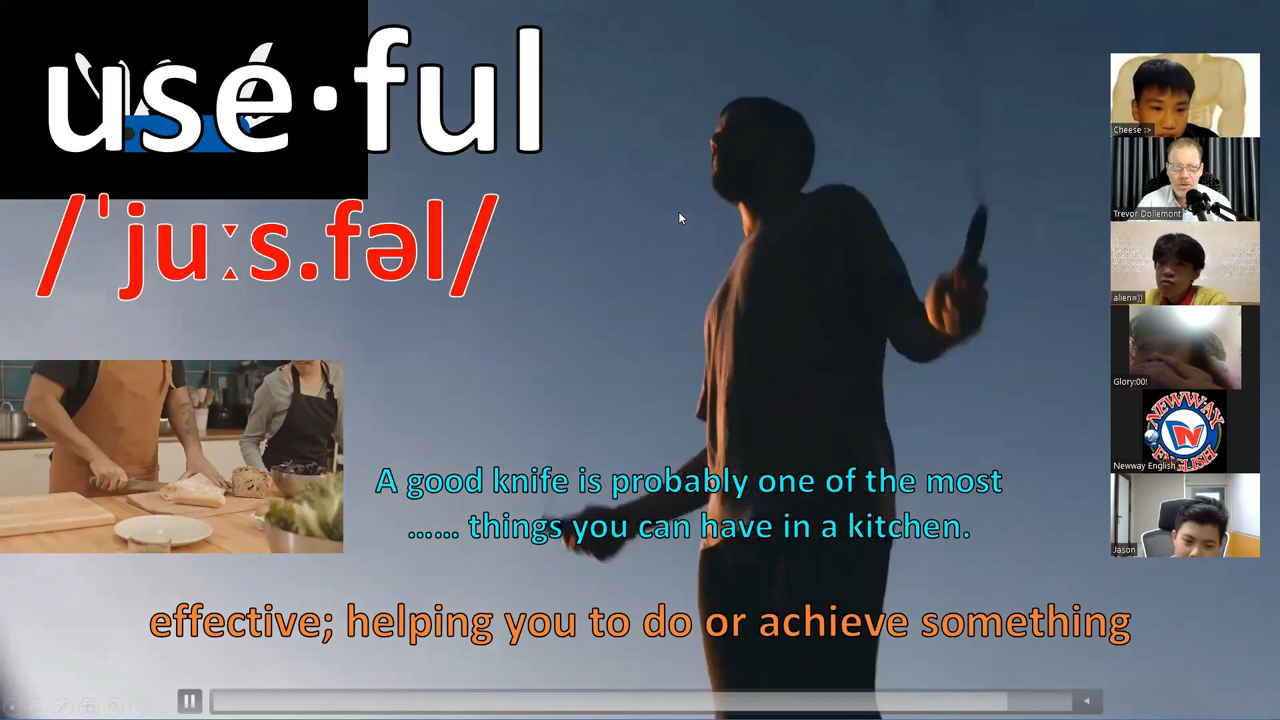 use·ful
/ˈjuːs.fəl/
A good knife is probably one of the most
...... things you can have in a kitchen.
effective; helping you to do or achieve something
Cheese :>
Trevor Dollemont
alien=))
Glory:00!
NEWWAY
N
ENGLISH
Newway English
Jason